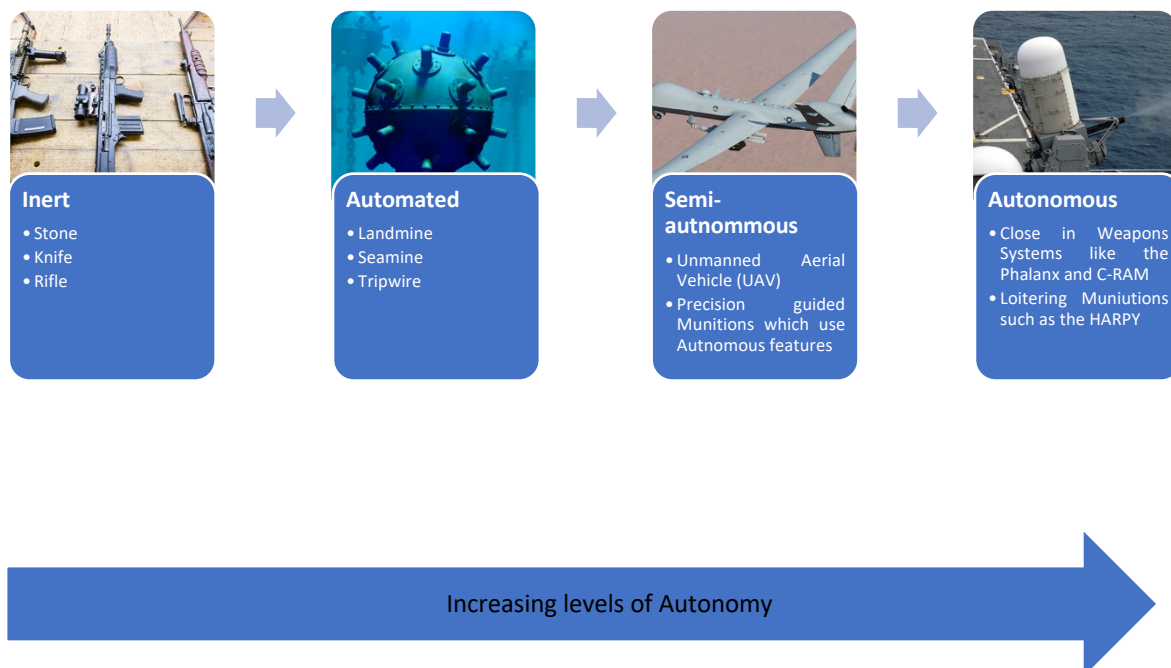 Inert
• Stone
• Knife
• Rifle
Automated
• Landmine
• Seamine
• Tripwire
Semi-
autnommous
• Unmanned Aerial
Vehicle (UAV)
• Precision guided
Munitions which use
Autnomous features
Autonomous
• Close in Weapons
Systems like the
Phalanx and C-RAM
• Loitering Muniutions
such as the HARPY
Increasing levels of Autonomy